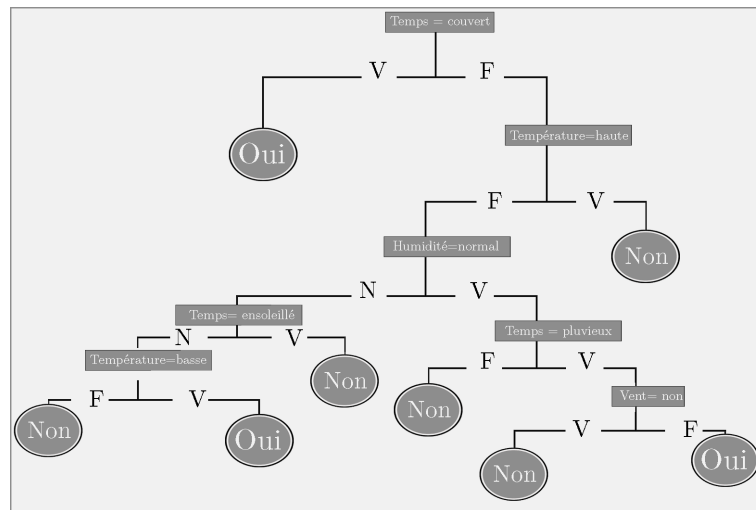 Temps = couvert
V F
Oui
Température=haute
F V
Humidité=normal
Non
N V
Temps= ensoleillé
Temps = pluvieux
N V
Température=basse
F V
Non
Non
Vent= non
F V
Non
Oui
V F
Non
Oui